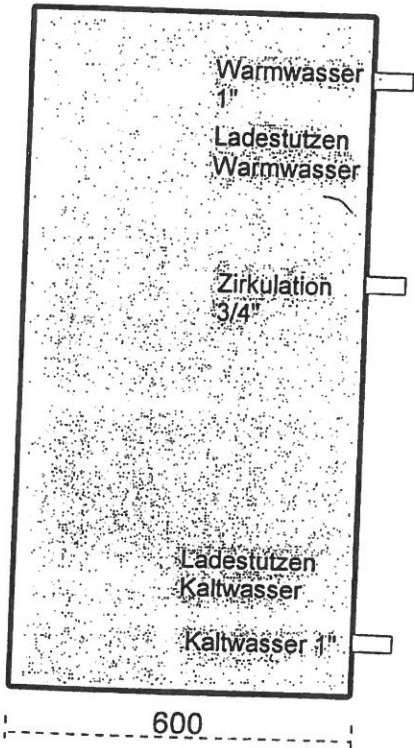 Warmwasser
1"
Ladestutzen
Warmwasser
Zirkulation
3/4"
Ladestutzen
Kaltwasser
Kaltwasser 1"
600